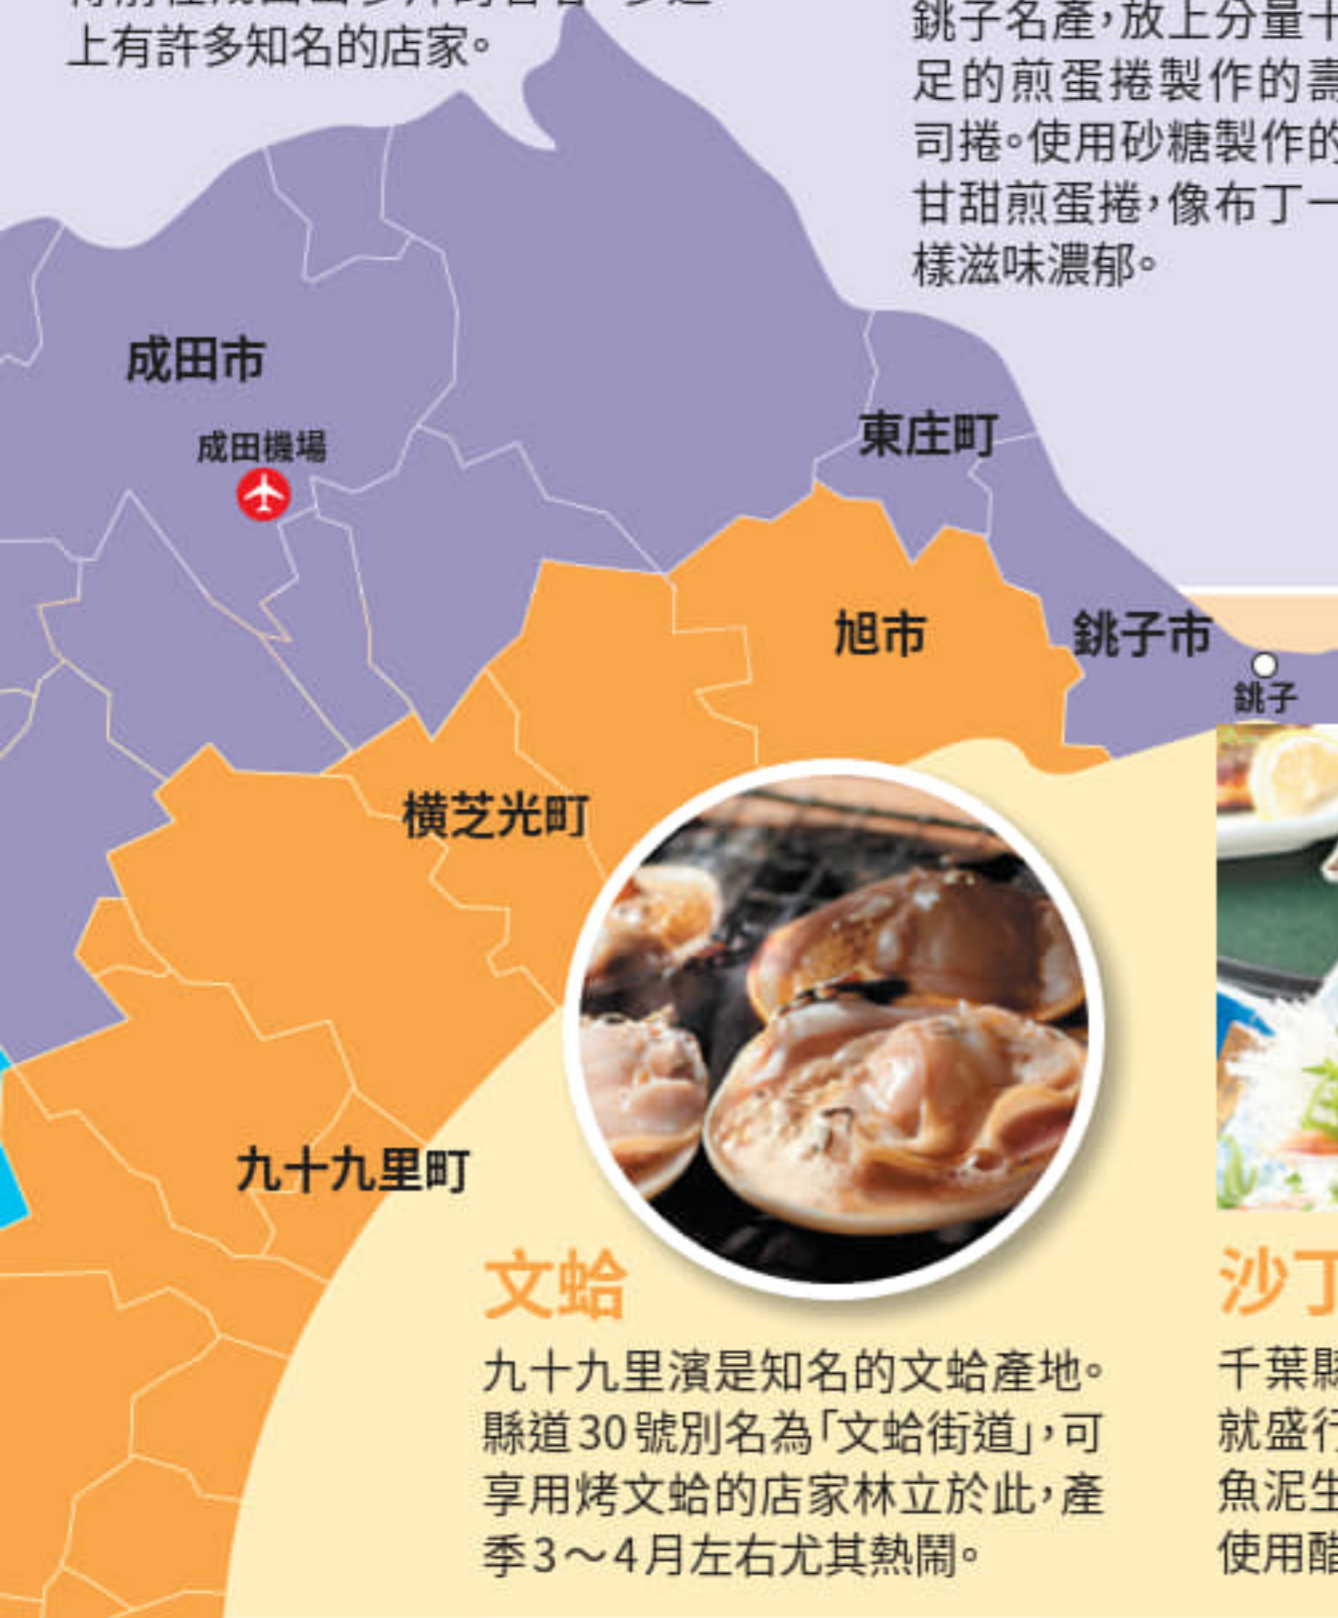 上有許多知名的店家。
銚子名產，放上分量十
足的煎蛋捲製作的壽
司捲。使用砂糖製作的
甘甜煎蛋捲，像布丁一
樣滋味濃郁。
成田市
成田機場
東庄町
旭市
銚子市
銚子
横芝光町
九十九里町
文蛤
九十九里濱是知名的文蛤產地。
縣道30號別名為「文蛤街道」，可
享用烤文蛤的店家林立於此，產
季3～4月左右尤其熱鬧。
沙丁
千葉縣
就盛行
魚泥生
使用醋